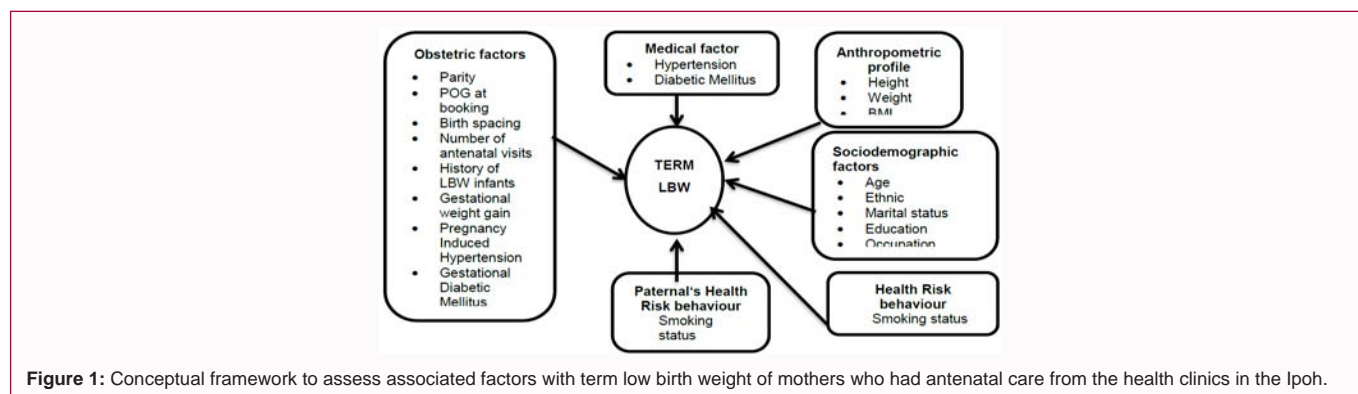 Obstetric factors
• Parity
• POG at
booking
• Birth spacing
• Number of
antenatal visits
• History of
LBW infants
• Gestational
weight gain
• Pregnancy
Induced
Hypertension
• Gestational
Diabetic
Mellitus
Medical factor
• Hypertension
• Diabetic Mellitus
Anthropometric
profile
• Height
• Weight
• BMI
TERM
LBW
Sociodemographic
factors
• Age
• Ethnic
• Marital status
• Education
• Occupation
Paternal's Health
Risk behaviour
Smoking
status
Health Risk
behaviour
Smoking status
Figure 1: Conceptual framework to assess associated factors with term low birth weight of mothers who had antenatal care from the health clinics in the Ipoh.